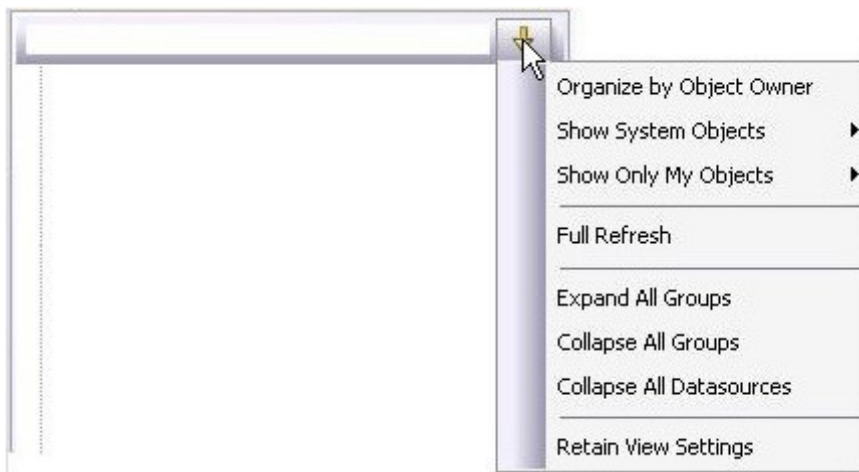 Organize by Object Owner
Show System Objects
Show Only My Objects
Full Refresh
Expand All Groups
Collapse All Groups
Collapse All Datasources
Retain View Settings